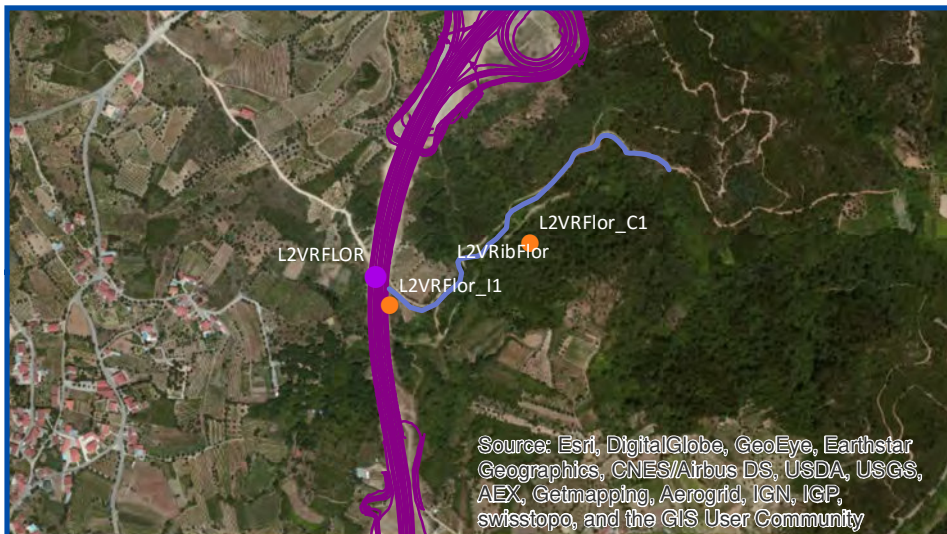 L2VRFlor_C1
L2VRFLOR
L2VRibFlor
L2VRFlor_I1
Source: Esri, DigitalGlobe, GeoEye, Earthstar
Geographics, CNES/Airbus DS, USDA, USGS,
AEX, Getmapping, Aerogrid, IGN, IGP,
swisstopo, and the GIS User Community